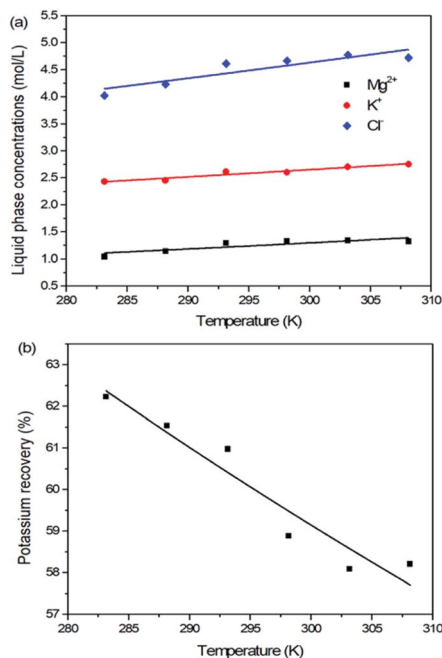 (a)
5.5
5.0
4.5
4.0
3.5
3.0
2.5
2.0
1.5
1.0
0.5
Liquid phase concentrations (mol/L)
Mg²⁺
K⁺
Cl⁻
280 285 290 295 300 305 310
Temperature (K)
(b)
63
62
61
60
59
58
57
Potassium recovery (%)
280 285 290 295 300 305 310
Temperature (K)